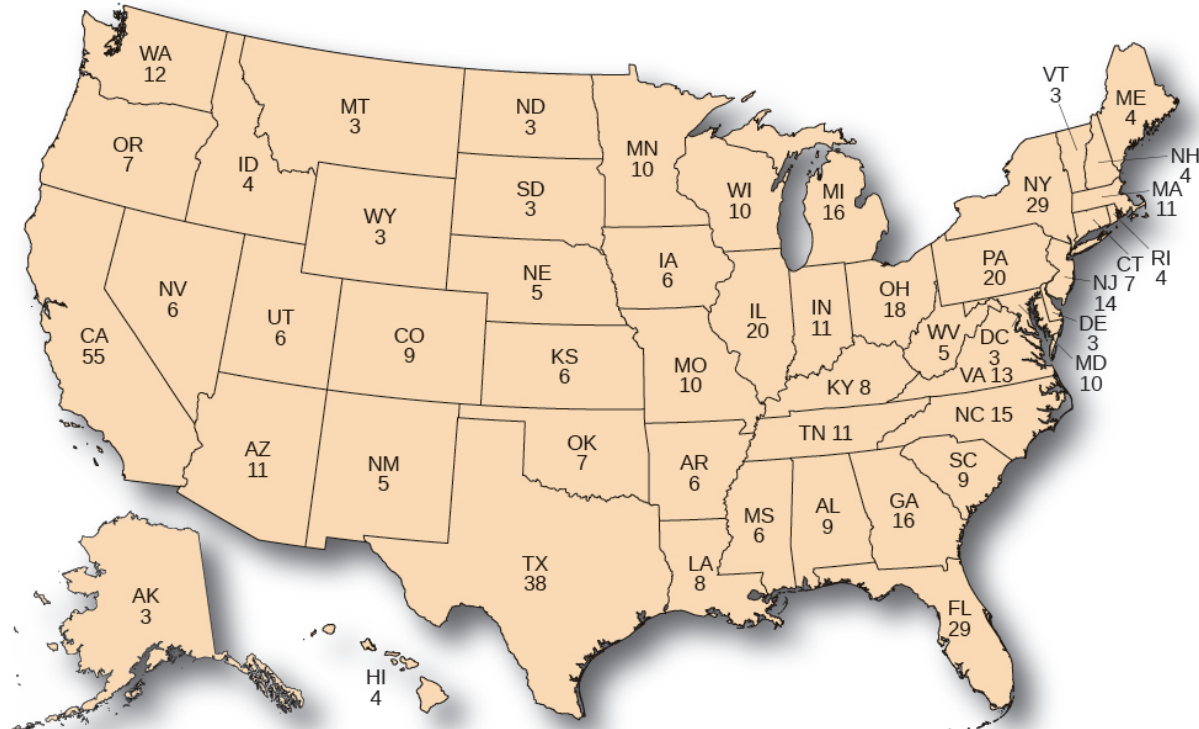 WA
12
OR
7
ID
4
MT
3
ND
3
MN
10
SD
3
WY
3
WI
10
MI
16
VT
3
ME
4
NH
4
NY
29
MA
11
RI
4
CT
7
NJ
14
PA
20
DE
3
MD
10
NV
6
UT
6
CO
9
CA
55
NE
5
IA
6
KS
6
MO
10
IL
20
IN
11
OH
18
WV
5
DC
3
VA 13
KY 8
NC 15
TN 11
SC
9
AZ
11
NM
5
OK
7
AR
6
MS
6
AL
9
GA
16
TX
38
LA
8
FL
29
AK
3
HI
4